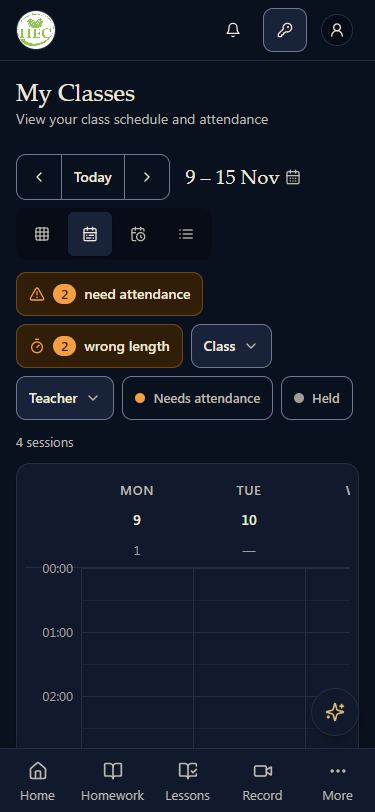 HEC
My Classes
View your class schedule and attendance
Today
9 – 15 Nov
2 need attendance
2 wrong length
Class
Teacher
Needs attendance
Held
4 sessions
MON
TUE
9
10
1
—
00:00
01:00
02:00
Home
Homework
Lessons
Record
More